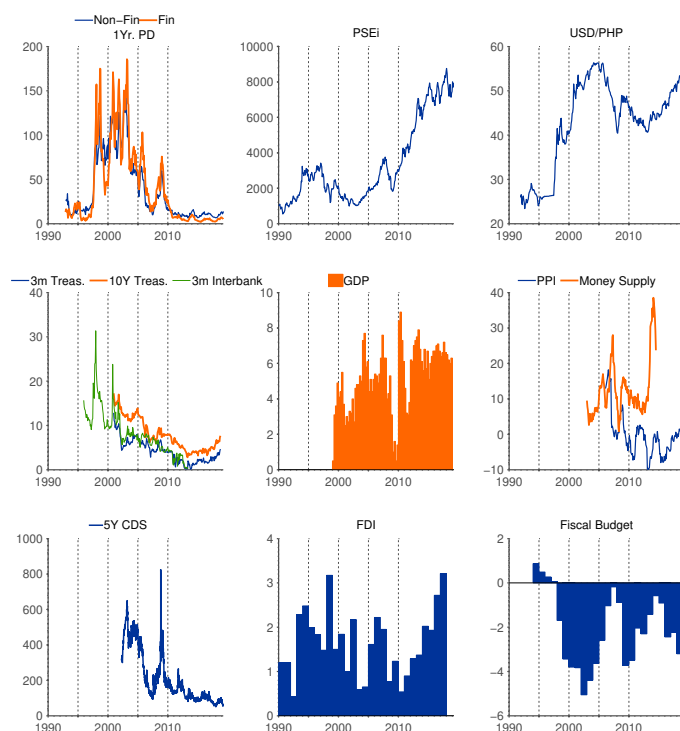 Non-Fin Fin
1Yr. PD
PSEi
USD/PHP
200
150
100
50
0
1990 2000 2010
10000
8000
6000
4000
2000
0
1990 2000 2010
60
50
40
30
20
1990 2000 2010
3m Treas. 10Y Treas. 3m Interbank
GDP
PPI Money Supply
40
30
20
10
0
1990 2000 2010
10
8
6
4
2
0
1990 2000 2010
40
30
20
10
0
-10
1990 2000 2010
5Y CDS
FDI
Fiscal Budget
1000
800
600
400
200
0
1990 2000 2010
4
3
2
1
0
1990 2000 2010
2
0
-2
-4
-6
1990 2000 2010